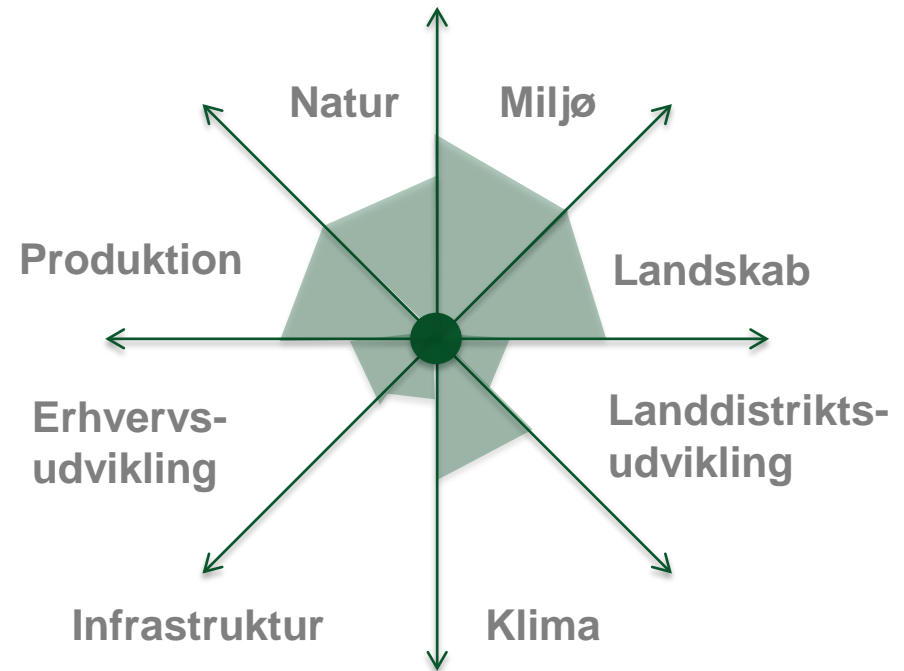 Natur
Miljø
Produktion
Landskab
Erhvervs-
udvikling
Landdistrikts-
udvikling
Infrastruktur
Klima